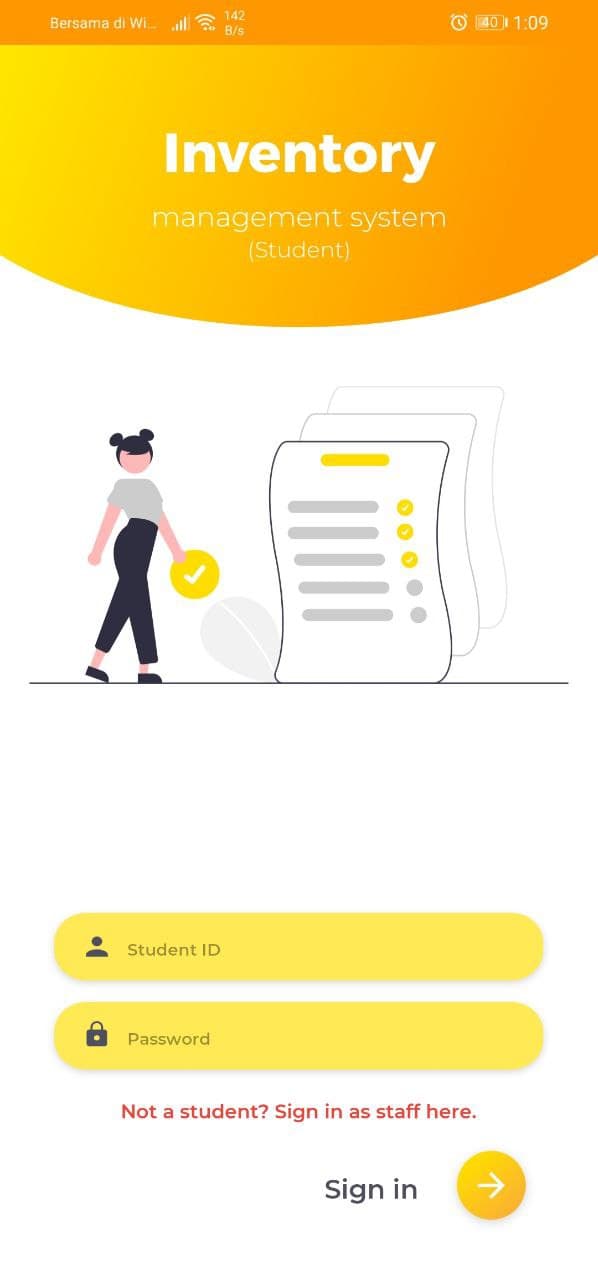 Bersama di Wi...
142
B/s
40
1:09
Inventory
management system
(Student)
Student ID
Password
Not a student? Sign in as staff here.
Sign in